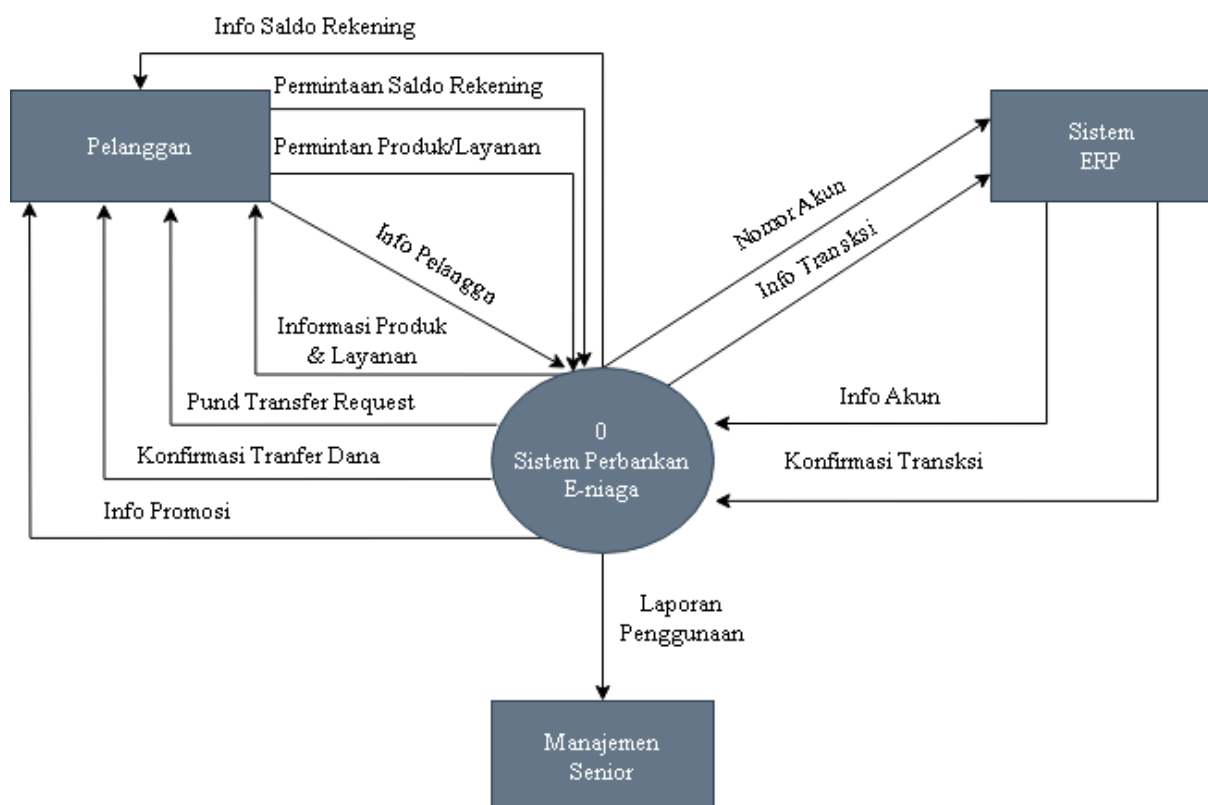 Info Saldo Rekening
Permintaan Saldo Rekening
Pelanggan
Permintan Produk/Layanan
Sistem
ERP
Nomor Akun
Info Transksi
Info Pelanggn
Informasi Produk
& Layanan
Pund Transfer Request
Info Akun
0
Sistem Perbankan
E-niaga
Konfirmasi Tranfer Dana
Konfirmasi Transksi
Info Promosi
Laporan
Penggunaan
Manajemen
Senior